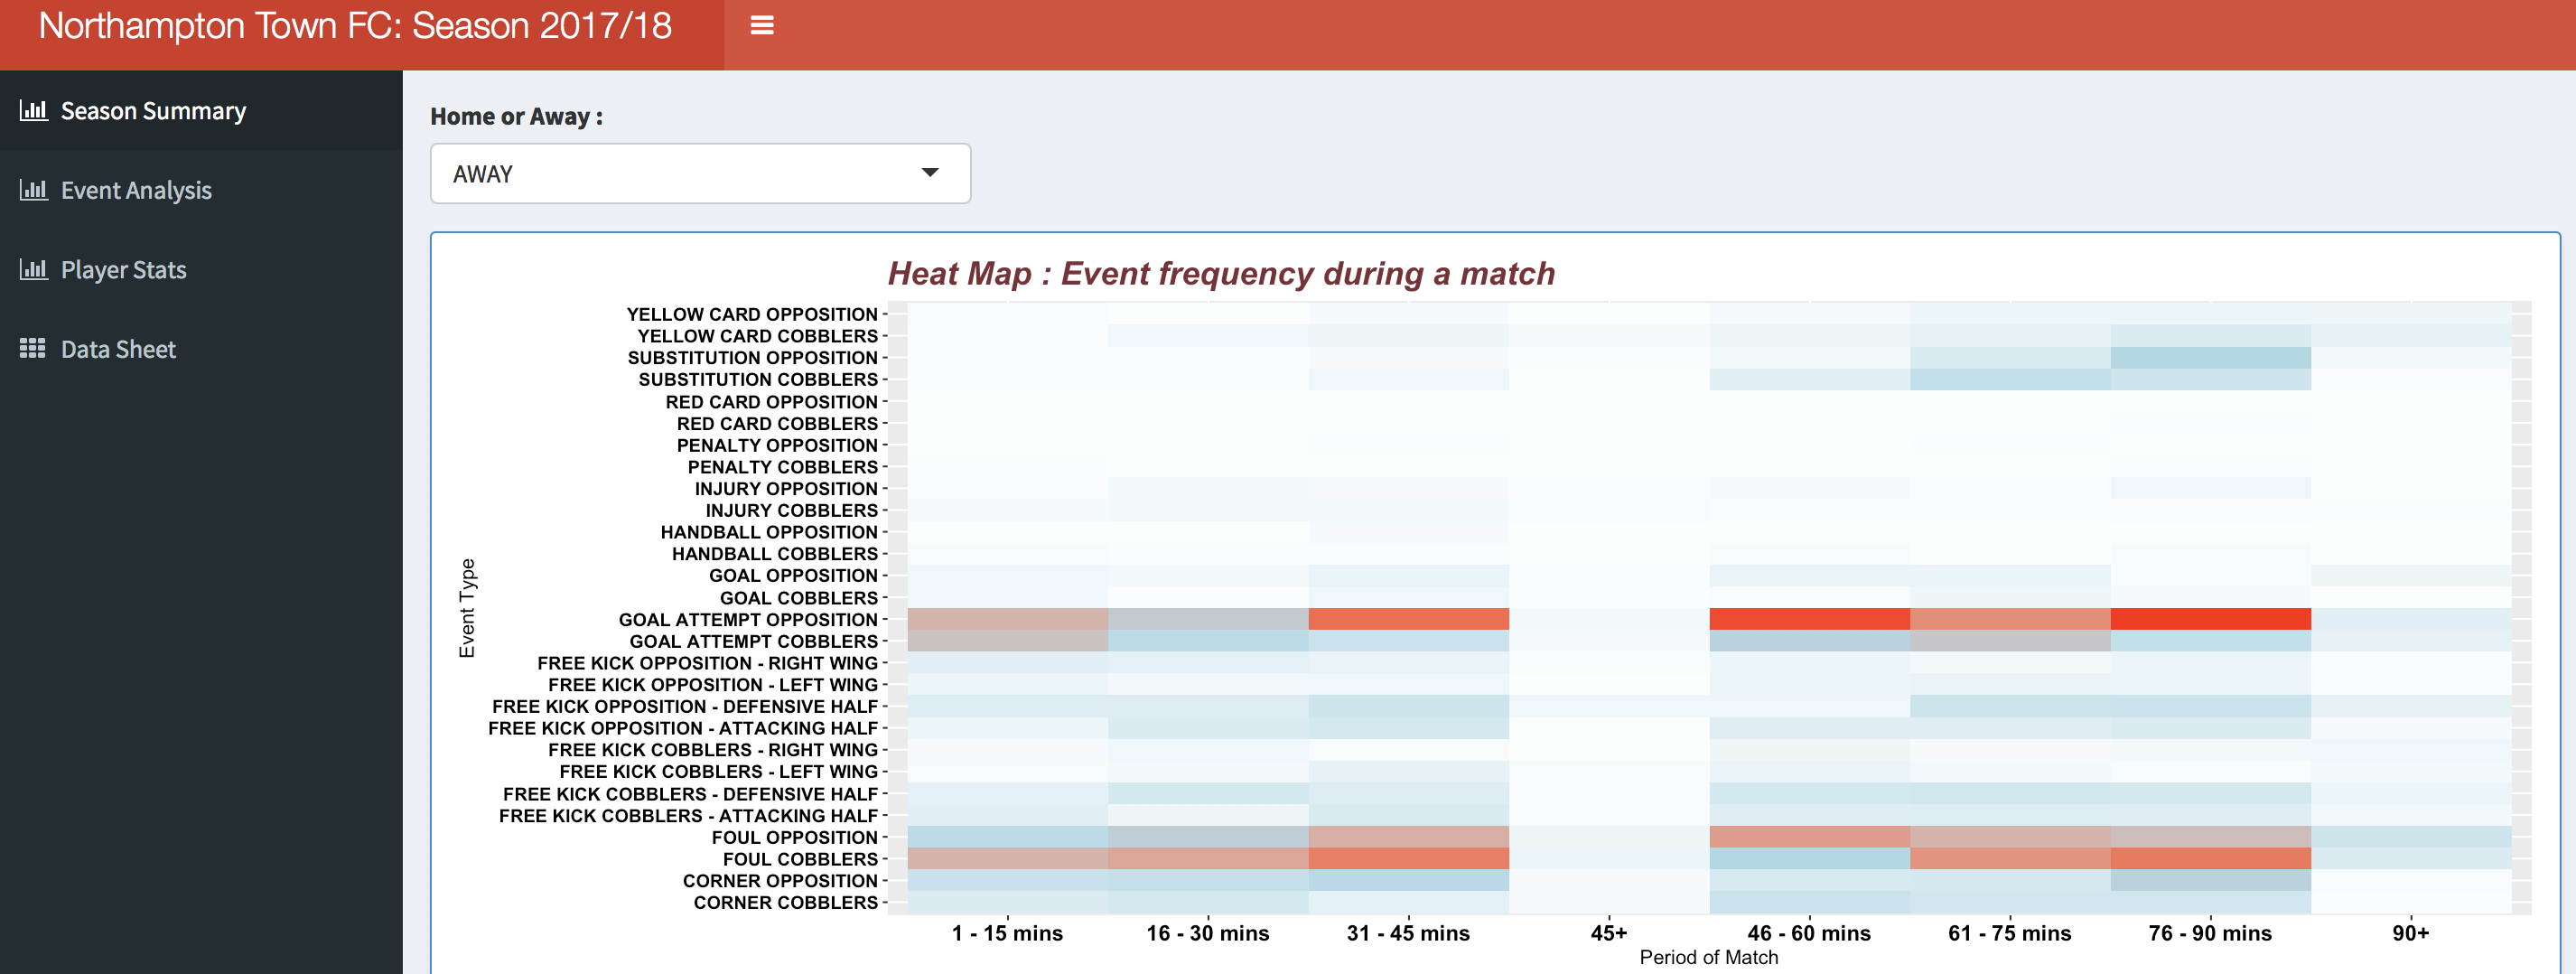 Northampton Town FC: Season 2017/18
Season Summary
Event Analysis
Player Stats
Data Sheet
Home or Away :
AWAY
Heat Map : Event frequency during a match
Event Type
YELLOW CARD OPPOSITION
YELLOW CARD COBBLERS
SUBSTITUTION OPPOSITION
SUBSTITUTION COBBLERS
RED CARD OPPOSITION
RED CARD COBBLERS
PENALTY OPPOSITION
PENALTY COBBLERS
INJURY OPPOSITION
INJURY COBBLERS
HANDBALL OPPOSITION
HANDBALL COBBLERS
GOAL OPPOSITION
GOAL COBBLERS
GOAL ATTEMPT OPPOSITION
GOAL ATTEMPT COBBLERS
FREE KICK OPPOSITION - RIGHT WING
FREE KICK OPPOSITION - LEFT WING
FREE KICK OPPOSITION - DEFENSIVE HALF
FREE KICK OPPOSITION - ATTACKING HALF
FREE KICK COBBLERS - RIGHT WING
FREE KICK COBBLERS - LEFT WING
FREE KICK COBBLERS - DEFENSIVE HALF
FREE KICK COBBLERS - ATTACKING HALF
FOUL OPPOSITION
FOUL COBBLERS
CORNER OPPOSITION
CORNER COBBLERS
1 - 15 mins 16 - 30 mins 31 - 45 mins 45+ 46 - 60 mins 61 - 75 mins 76 - 90 mins 90+
Period of Match